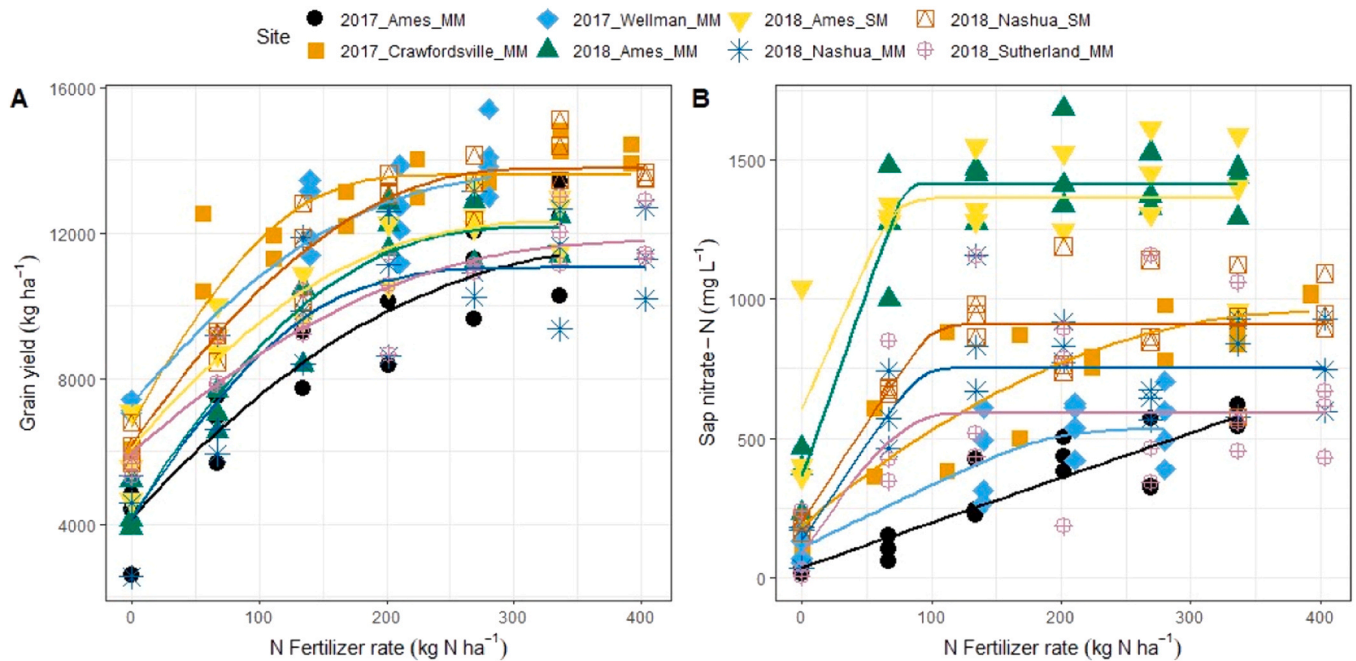 Site
2017_Ames_MM 2017_Wellman_MM 2018_Ames_SM 2018_Nashua_SM
2017_Crawfordsville_MM 2018_Ames_MM 2018_Nashua_MM 2018_Sutherland_MM
A
Grain yield (kg ha⁻¹)
16000
12000
8000
4000
0 100 200 300 400
N Fertilizer rate (kg N ha⁻¹)
B
Sap nitrate−N (mg L⁻¹)
1500
1000
500
0
0 100 200 300 400
N Fertilizer rate (kg N ha⁻¹)